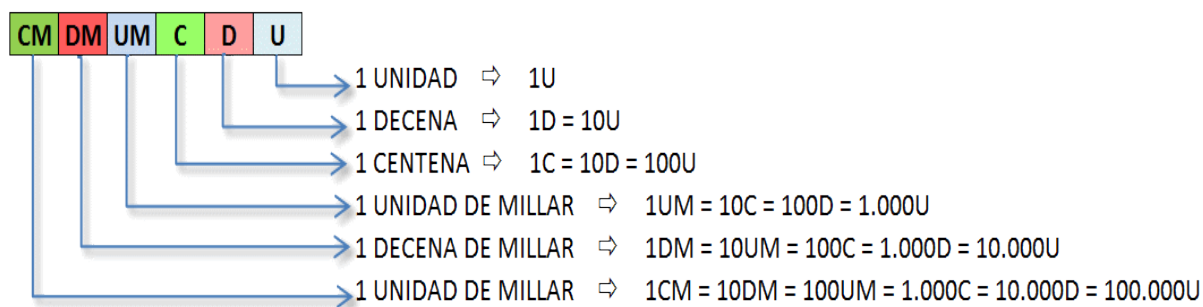 CM DM UM C D U
1 UNIDAD ⇨ 1U
1 DECENA ⇨ 1D = 10U
1 CENTENA ⇨ 1C = 10D = 100U
1 UNIDAD DE MILLAR ⇨ 1UM = 10C = 100D = 1.000U
1 DECENA DE MILLAR ⇨ 1DM = 10UM = 100C = 1.000D = 10.000U
1 UNIDAD DE MILLAR ⇨ 1CM = 10DM = 100UM = 1.000C = 10.000D = 100.000U